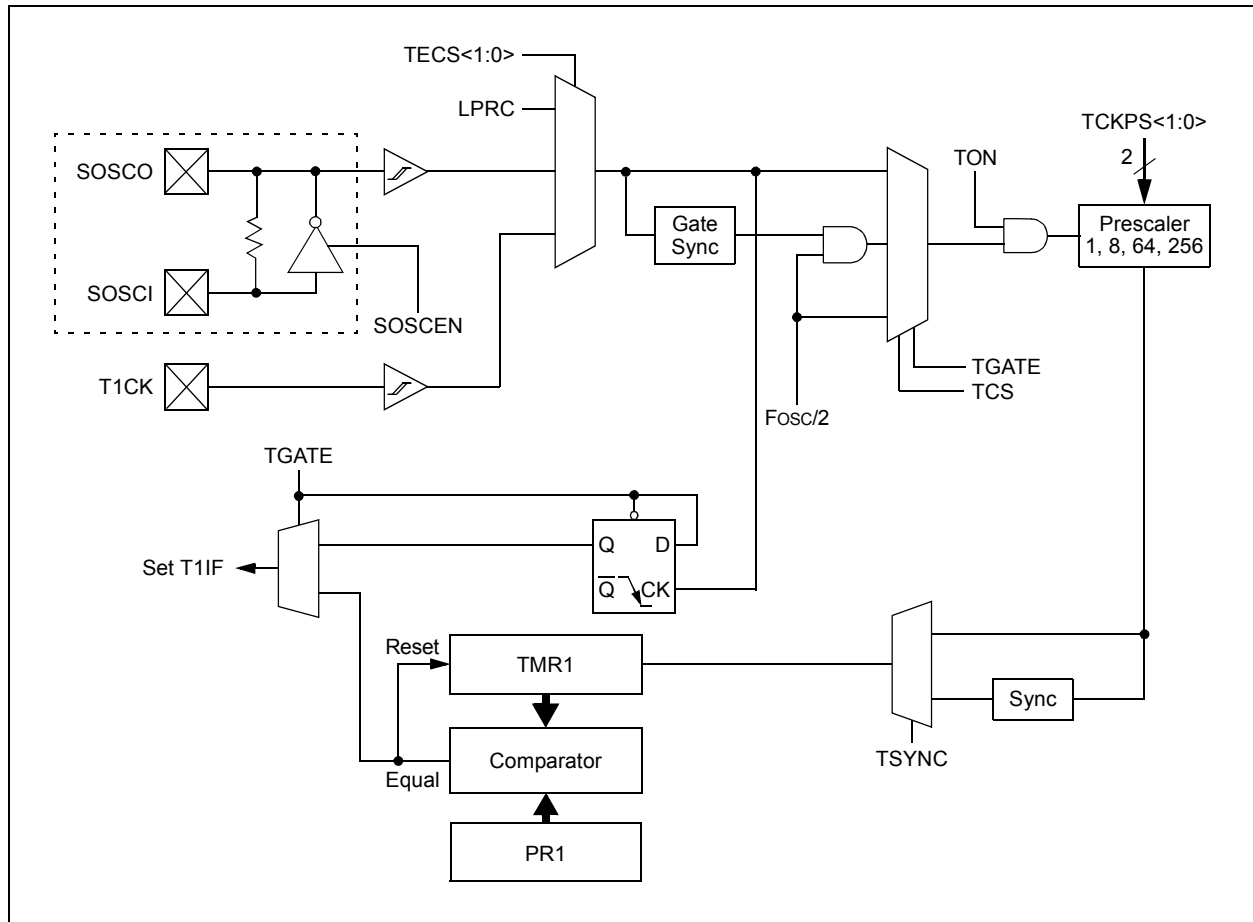 TECS<1:0>
LPRC
TCKPS<1:0>
SOSCO
TON
2
Gate
Sync
Prescaler
1, 8, 64, 256
SOSCI
SOSCEN
TGATE
T1CK
TCS
FOSC/2
TGATE
Q D
Set T1IF
Q CK
Reset
TMR1
Sync
Comparator
TSYNC
Equal
PR1